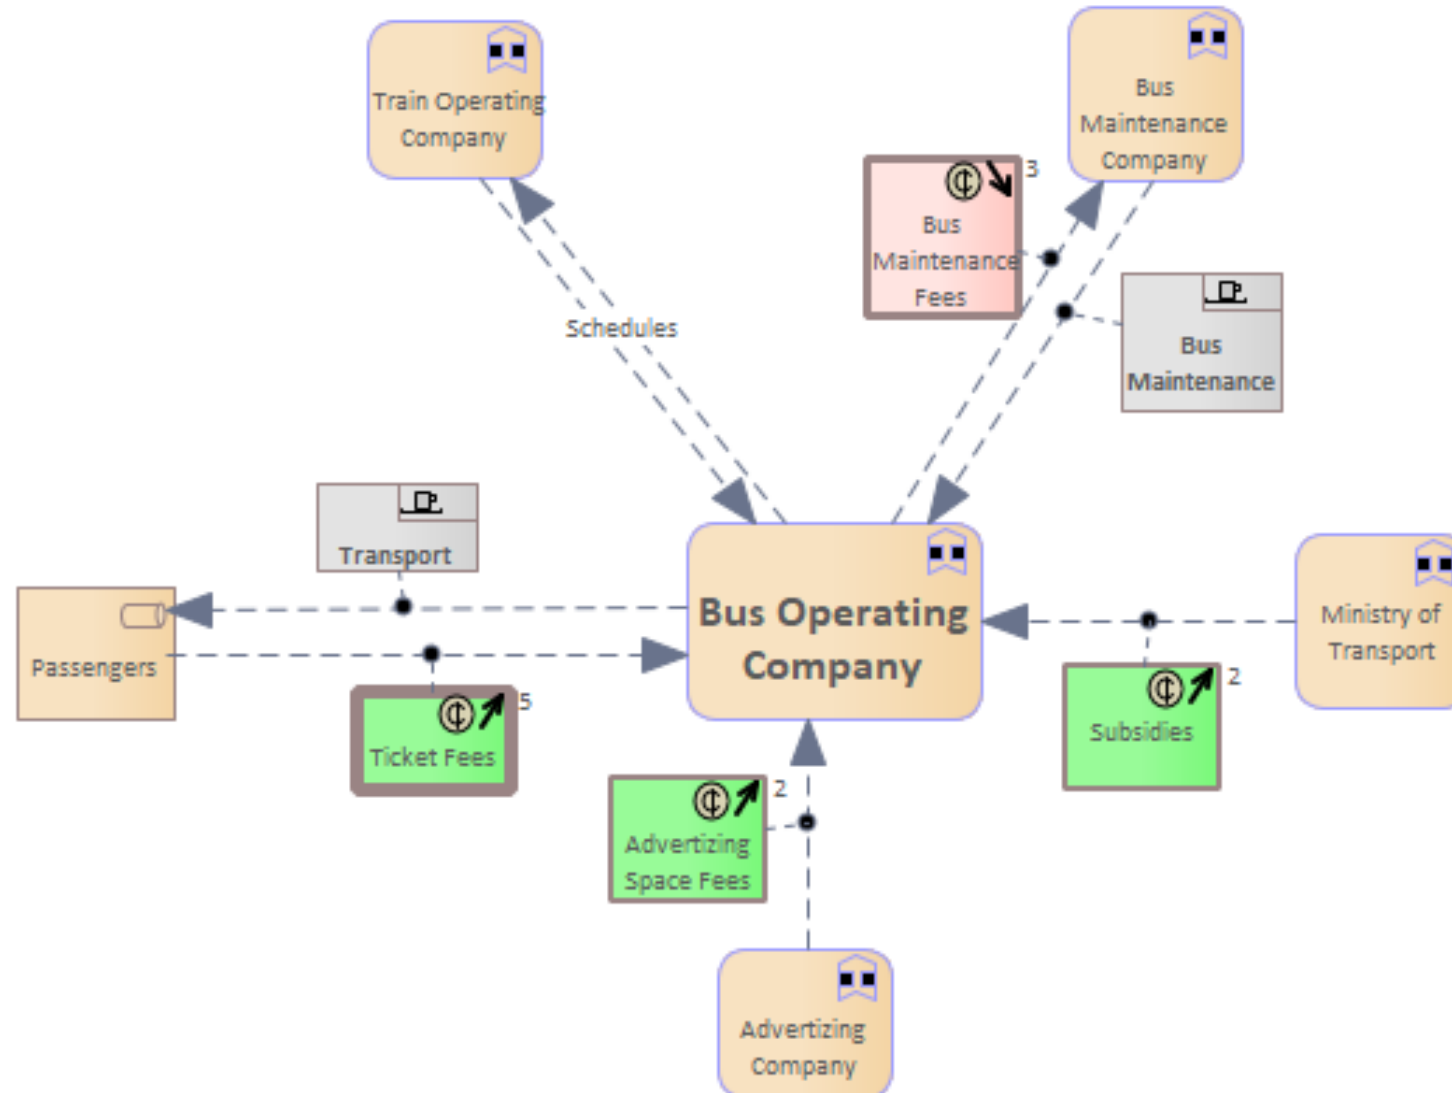 Train Operating
Company
Bus
Maintenance
Company
3
Bus
Maintenance
Fees
Bus
Maintenance
Schedules
Transport
Passengers
5
Ticket Fees
Bus Operating
Company
Ministry of
Transport
2
Subsidies
2
Advertizing
Space Fees
Advertizing
Company